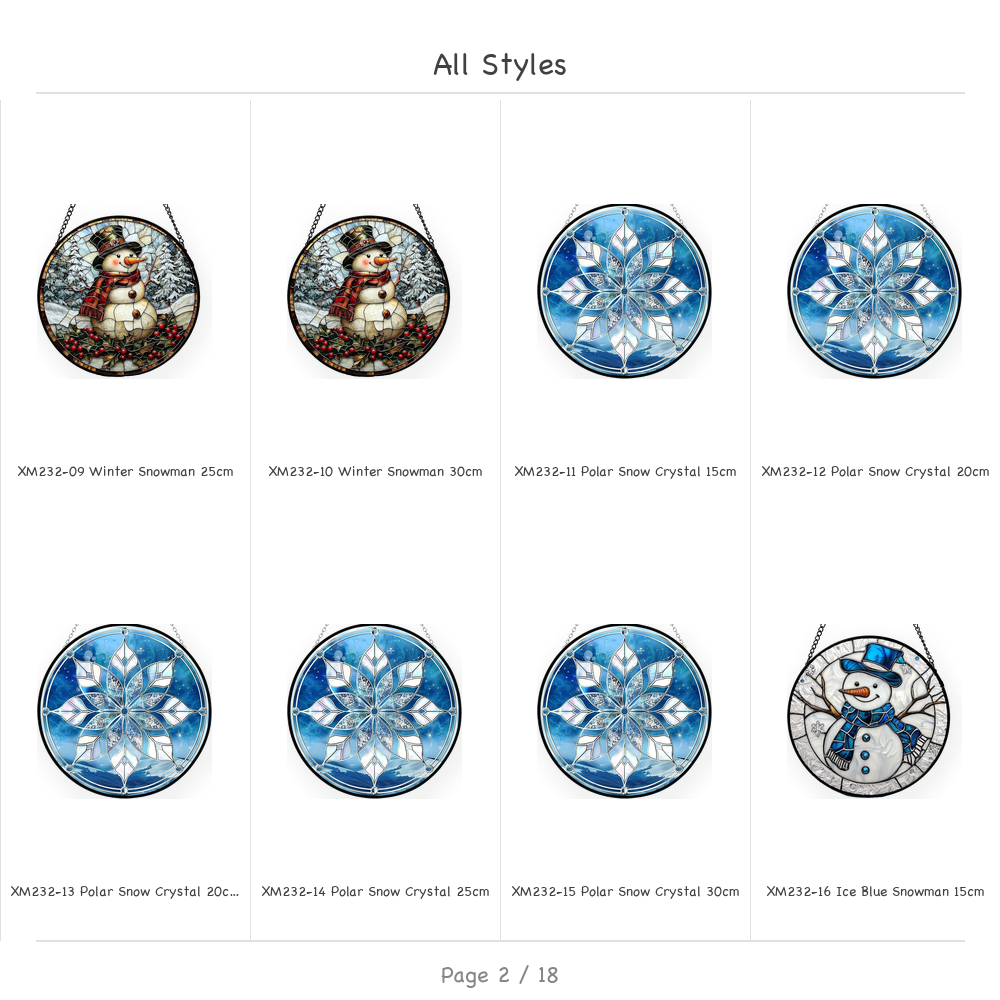 All Styles
XM232-09 Winter Snowman 25cm
XM232-10 Winter Snowman 30cm
XM232-11 Polar Snow Crystal 15cm
XM232-12 Polar Snow Crystal 20cm
XM232-13 Polar Snow Crystal 20c...
XM232-14 Polar Snow Crystal 25cm
XM232-15 Polar Snow Crystal 30cm
XM232-16 Ice Blue Snowman 15cm
Page 2 / 18